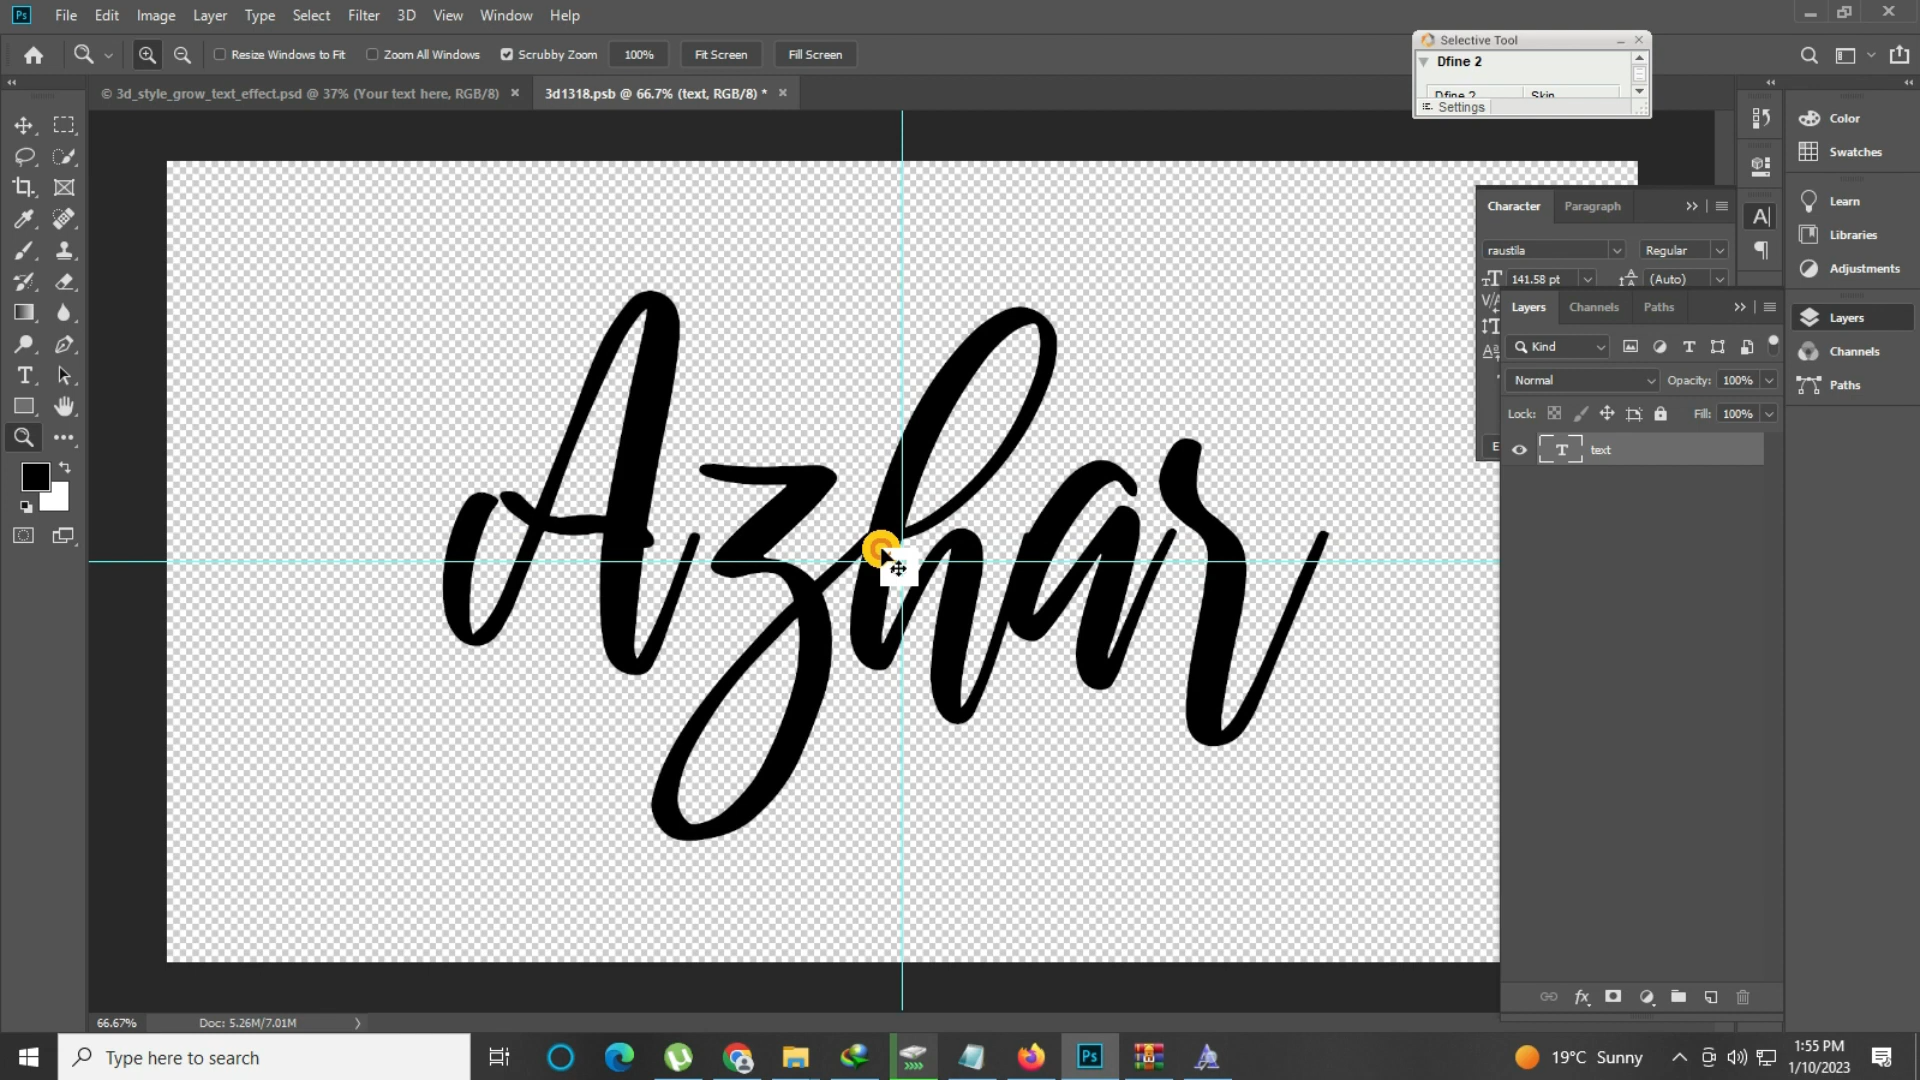 Ps File Edit Image Layer Type Select Filter 3D View Window Help
Resize Windows to Fit Zoom All Windows Scrubby Zoom 100% Fit Screen Fill Screen
Selective Tool
Dfine 2
Dfine 2 Skin
Settings
© 3d_style_grow_text_effect.psd @ 37% (Your text here, RGB/8) × 3d1318.psb @ 66.7% (text, RGB/8) * ×
Color
Swatches
Learn
Libraries
Adjustments
Layers
Channels
Paths
Character Paragraph
raustila Regular
141.58 pt (Auto)
Layers Channels Paths
Kind
Normal Opacity: 100%
Lock: Fill: 100%
text
Azhar
66.67% Doc: 5.26M/7.01M
Type here to search
19°C Sunny
1:55 PM
1/10/2023